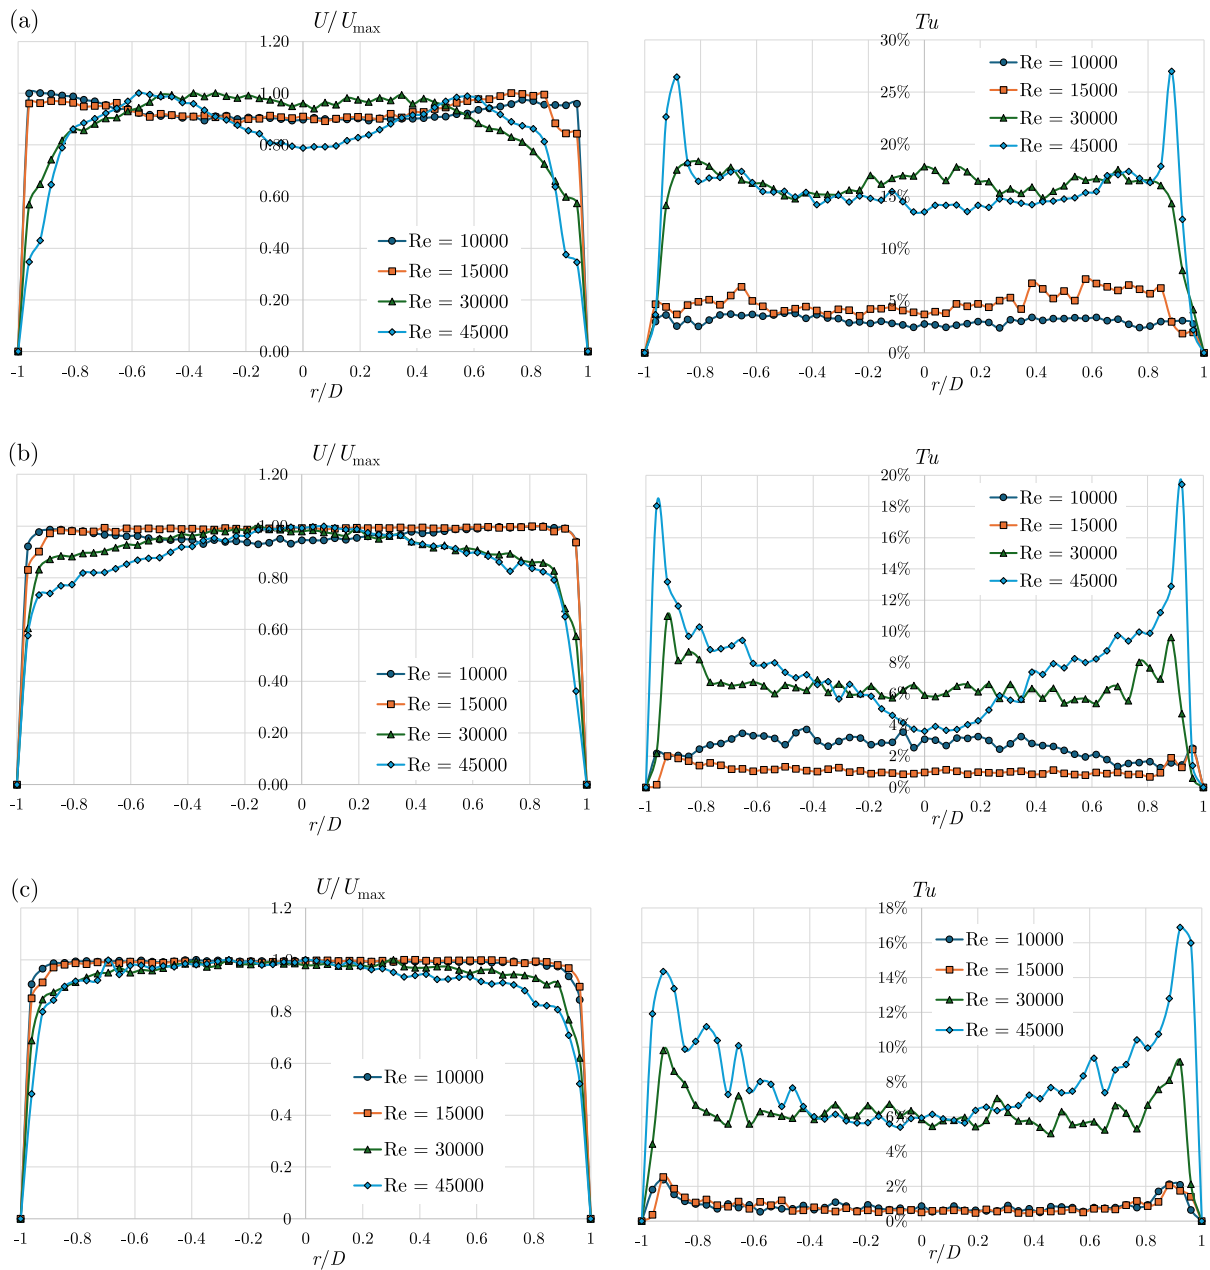 (a)
U/U_max
1.20
1.00
0.80
0.60
0.40
0.20
0.00
Re = 10000
Re = 15000
Re = 30000
Re = 45000
-1 -0.8 -0.6 -0.4 -0.2 0 0.2 0.4 0.6 0.8 1
r/D
Tu
30%
25%
20%
15%
10%
5%
0%
Re = 10000
Re = 15000
Re = 30000
Re = 45000
-1 -0.8 -0.6 -0.4 -0.2 0 0.2 0.4 0.6 0.8 1
r/D
(b)
U/U_max
1.20
1.00
0.80
0.60
0.40
0.20
0.00
Re = 10000
Re = 15000
Re = 30000
Re = 45000
-1 -0.8 -0.6 -0.4 -0.2 0 0.2 0.4 0.6 0.8 1
r/D
Tu
20%
18%
16%
14%
12%
10%
8%
6%
4%
2%
0%
Re = 10000
Re = 15000
Re = 30000
Re = 45000
-1 -0.8 -0.6 -0.4 -0.2 0 0.2 0.4 0.6 0.8 1
r/D
(c)
U/U_max
1.2
1
0.8
0.6
0.4
0.2
0
Re = 10000
Re = 15000
Re = 30000
Re = 45000
-1 -0.8 -0.6 -0.4 -0.2 0 0.2 0.4 0.6 0.8 1
r/D
Tu
18%
16%
14%
12%
10%
8%
6%
4%
2%
0%
Re = 10000
Re = 15000
Re = 30000
Re = 45000
-1 -0.8 -0.6 -0.4 -0.2 0 0.2 0.4 0.6 0.8 1
r/D